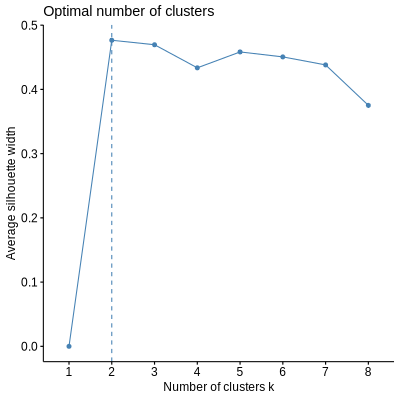 Optimal number of clusters
Average silhouette width
0.5
0.4
0.3
0.2
0.1
0.0
1 2 3 4 5 6 7 8
Number of clusters k